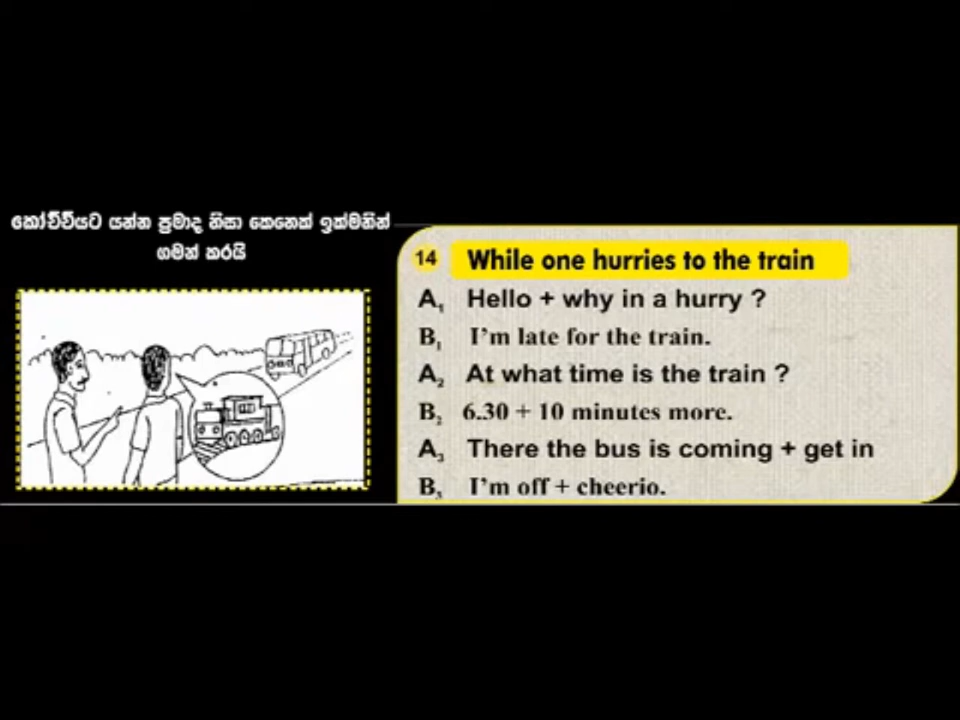 කෝච්චියට යන්න ප්‍රමාද නිසා කෙනෙක් ඉක්මනින්
ගමන් කරයි
14 While one hurries to the train
A₁ Hello + why in a hurry ?
B₁ I'm late for the train.
A₂ At what time is the train ?
B₂ 6.30 + 10 minutes more.
A₃ There the bus is coming + get in
B₃ I'm off + cheerio.